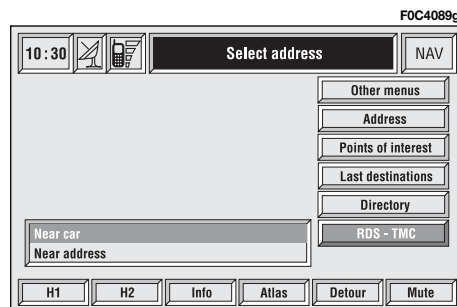 F0C4089g
10:30 Select address NAV
Other menus
Address
Points of interest
Last destinations
Directory
RDS - TMC
Near car
Near address
H1 H2 Info Atlas Detour Mute